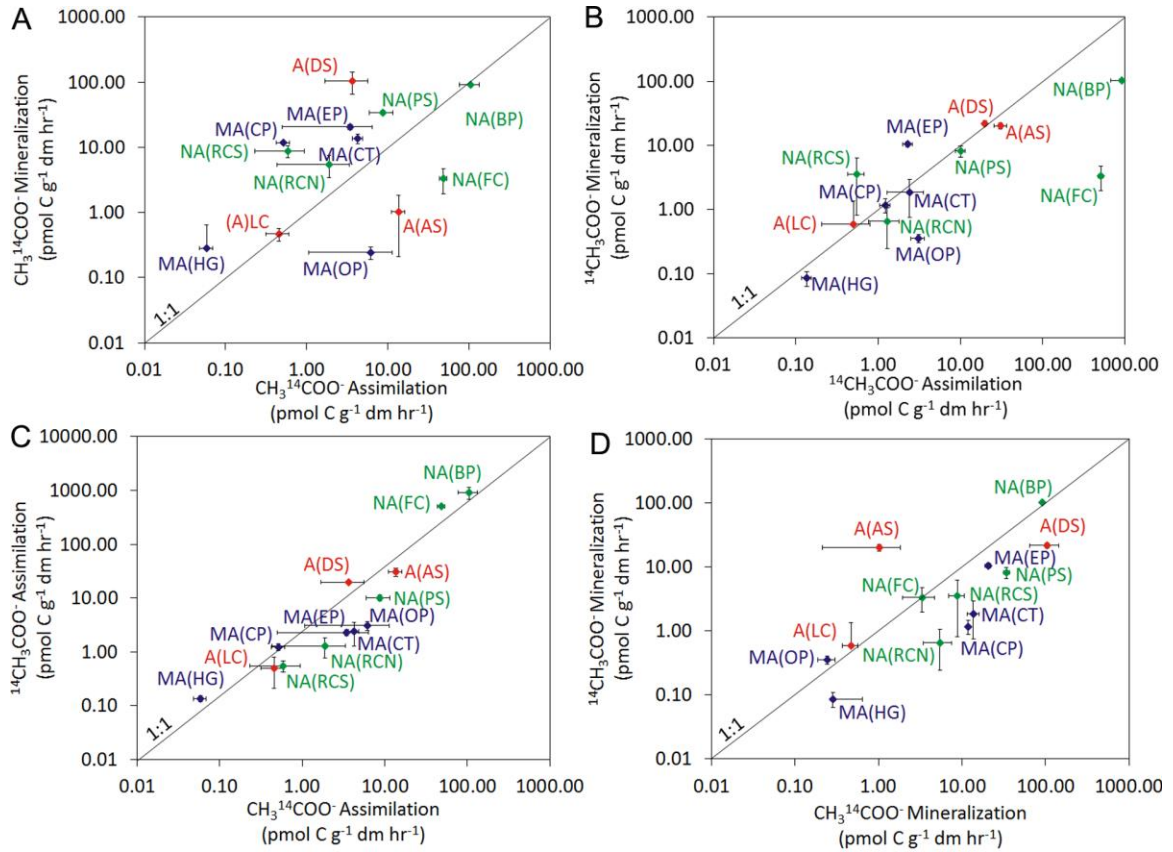 A
CH₃¹⁴COO⁻ Mineralization
(pmol C g⁻¹ dm hr⁻¹)
1000.00
100.00
10.00
1.00
0.10
0.01
A(DS)
NA(PS)
MA(EP)
NA(BP)
MA(CP)
MA(CT)
NA(RCS)
NA(RCN)
NA(FC)
(A)LC
A(AS)
MA(HG)
MA(OP)
1:1
0.01 0.10 1.00 10.00 100.00 1000.00
CH₃¹⁴COO⁻ Assimilation
(pmol C g⁻¹ dm hr⁻¹)
B
¹⁴CH₃COO⁻ Mineralization
(pmol C g⁻¹ dm hr⁻¹)
1000.00
100.00
10.00
1.00
0.10
0.01
NA(BP)
A(DS)
A(AS)
MA(EP)
NA(RCS)
NA(PS)
NA(FC)
MA(CP)
MA(CT)
A(LC)
NA(RCN)
MA(OP)
MA(HG)
1:1
0.01 0.10 1.00 10.00 100.00 1000.00
¹⁴CH₃COO⁻ Assimilation
(pmol C g⁻¹ dm hr⁻¹)
C
¹⁴CH₃COO⁻ Assimilation
(pmol C g⁻¹ dm hr⁻¹)
10000.00
1000.00
100.00
10.00
1.00
0.10
0.01
NA(BP)
NA(FC)
A(DS)
A(AS)
NA(PS)
MA(EP)
MA(OP)
MA(CP)
MA(CT)
A(LC)
NA(RCN)
MA(HG)
NA(RCS)
1:1
0.01 0.10 1.00 10.00 100.00 1000.00
CH₃¹⁴COO⁻ Assimilation
(pmol C g⁻¹ dm hr⁻¹)
D
¹⁴CH₃COO⁻ Mineralization
(pmol C g⁻¹ dm hr⁻¹)
1000.00
100.00
10.00
1.00
0.10
0.01
NA(BP)
A(AS)
A(DS)
MA(EP)
NA(PS)
NA(FC)
NA(RCS)
MA(CT)
A(LC)
MA(CP)
MA(OP)
NA(RCN)
MA(HG)
1:1
0.01 0.10 1.00 10.00 100.00 1000.00
CH₃¹⁴COO⁻ Mineralization
(pmol C g⁻¹ dm hr⁻¹)